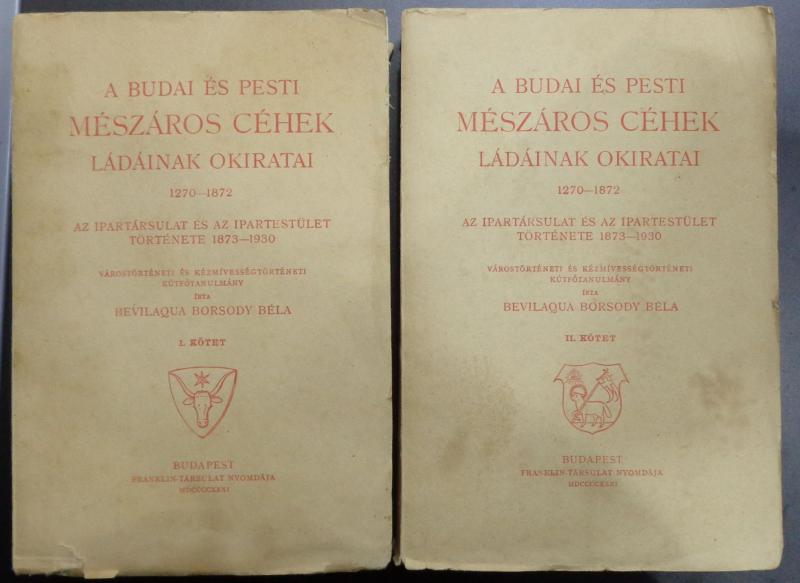 A BUDAI ÉS PESTI
MÉSZÁROS CÉHEK
LÁDÁINAK OKIRATAI
1270—1872
AZ IPARTÁRSULAT ÉS AZ IPARTESTÜLET
TÖRTÉNETE 1873—1930
VÁROSTÖRTÉNETI ÉS KÉZMÍVESSÉGTÖRTÉNETI
KÚTFŐTANULMÁNY
ÍRTA
BEVILAQUA BORSODY BÉLA
I. KÖTET
BUDAPEST
FRANKLIN-TÁRSULAT NYOMDÁJA
MDCCCCXXXI
A BUDAI ÉS PESTI
MÉSZÁROS CÉHEK
LÁDÁINAK OKIRATAI
1270—1872
AZ IPARTÁRSULAT ÉS AZ IPARTESTÜLET
TÖRTÉNETE 1873—1930
VÁROSTÖRTÉNETI ÉS KÉZMÍVESSÉGTÖRTÉNETI
KÚTFŐTANULMÁNY
ÍRTA
BEVILAQUA BORSODY BÉLA
II. KÖTET
BUDAPEST
FRANKLIN-TÁRSULAT NYOMDÁJA
MDCCCCXXXI